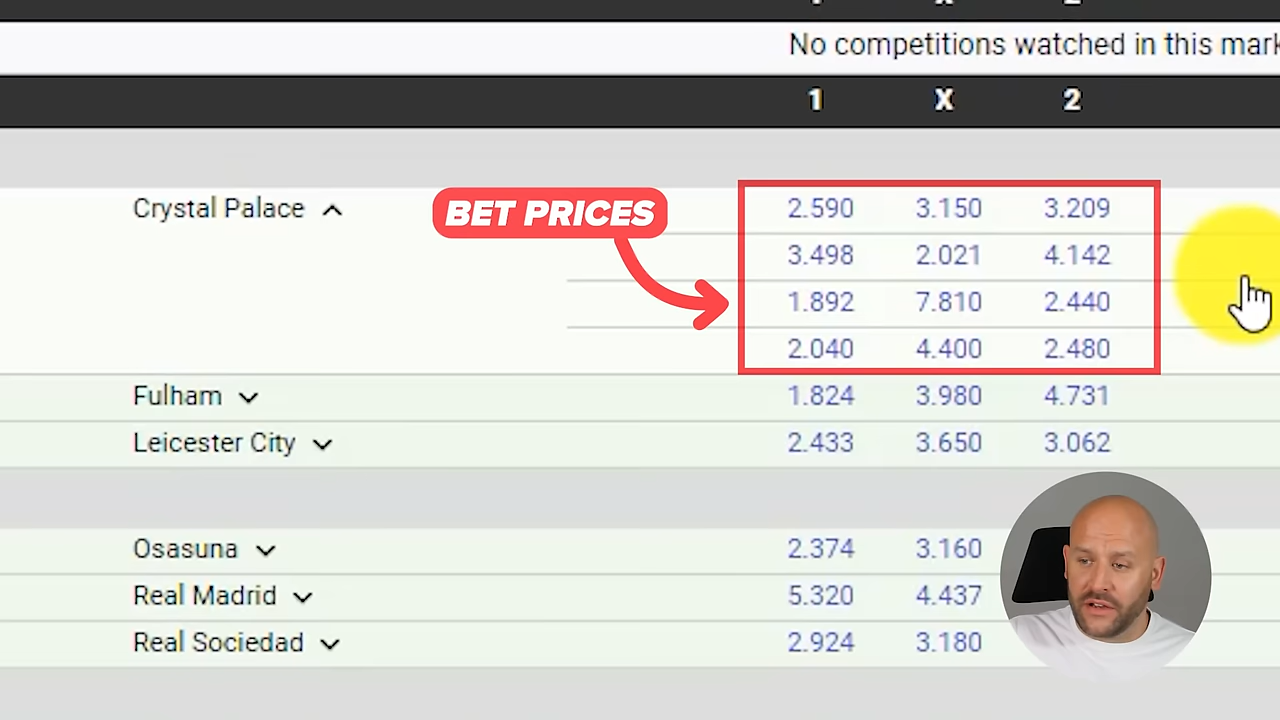 No competitions watched in this mark
1 X 2
Crystal Palace 2.590 3.150 3.209
BET PRICES
3.498 2.021 4.142
1.892 7.810 2.440
2.040 4.400 2.480
Fulham 1.824 3.980 4.731
Leicester City 2.433 3.650 3.062
Osasuna 2.374 3.160
Real Madrid 5.320 4.437
Real Sociedad 2.924 3.180